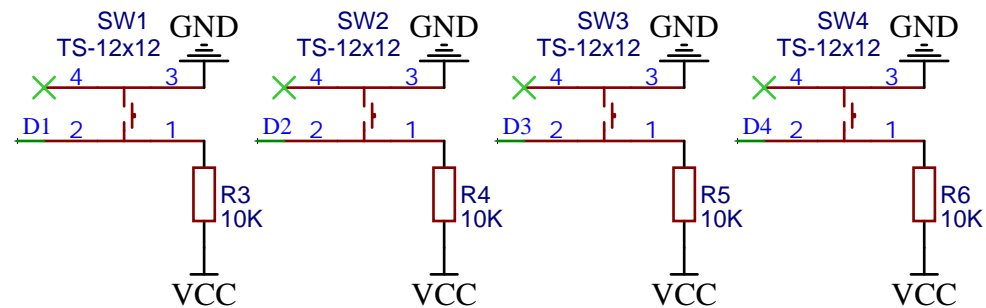 SW1 GND SW2 GND SW3 GND SW4 GND
TS-12x12 TS-12x12 TS-12x12 TS-12x12
4 3 4 3 4 3 4 3
D1 2 1 D2 2 1 D3 2 1 D4 2 1
R3 R4 R5 R6
10K 10K 10K 10K
VCC VCC VCC VCC